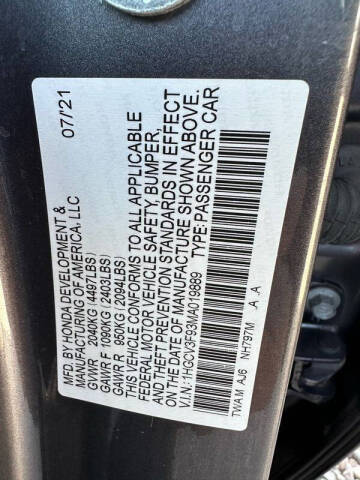 MFD. BY HONDA DEVELOPMENT & 07/'21
MANUFACTURING OF AMERICA, LLC
GVWR 2040KG (4497LBS)
GAWR F 1090KG (2403LBS)
GAWR R 950KG (2094LBS)
THIS VEHICLE CONFORMS TO ALL APPLICABLE
FEDERAL MOTOR VEHICLE SAFETY, BUMPER,
AND THEFT PREVENTION STANDARDS IN EFFECT
ON THE DATE OF MANUFACTURE SHOWN ABOVE.
V.I.N.: 1HGCV3F93MA019889 TYPE:PASSENGER CAR
TWAM AJ6 NH797M A A